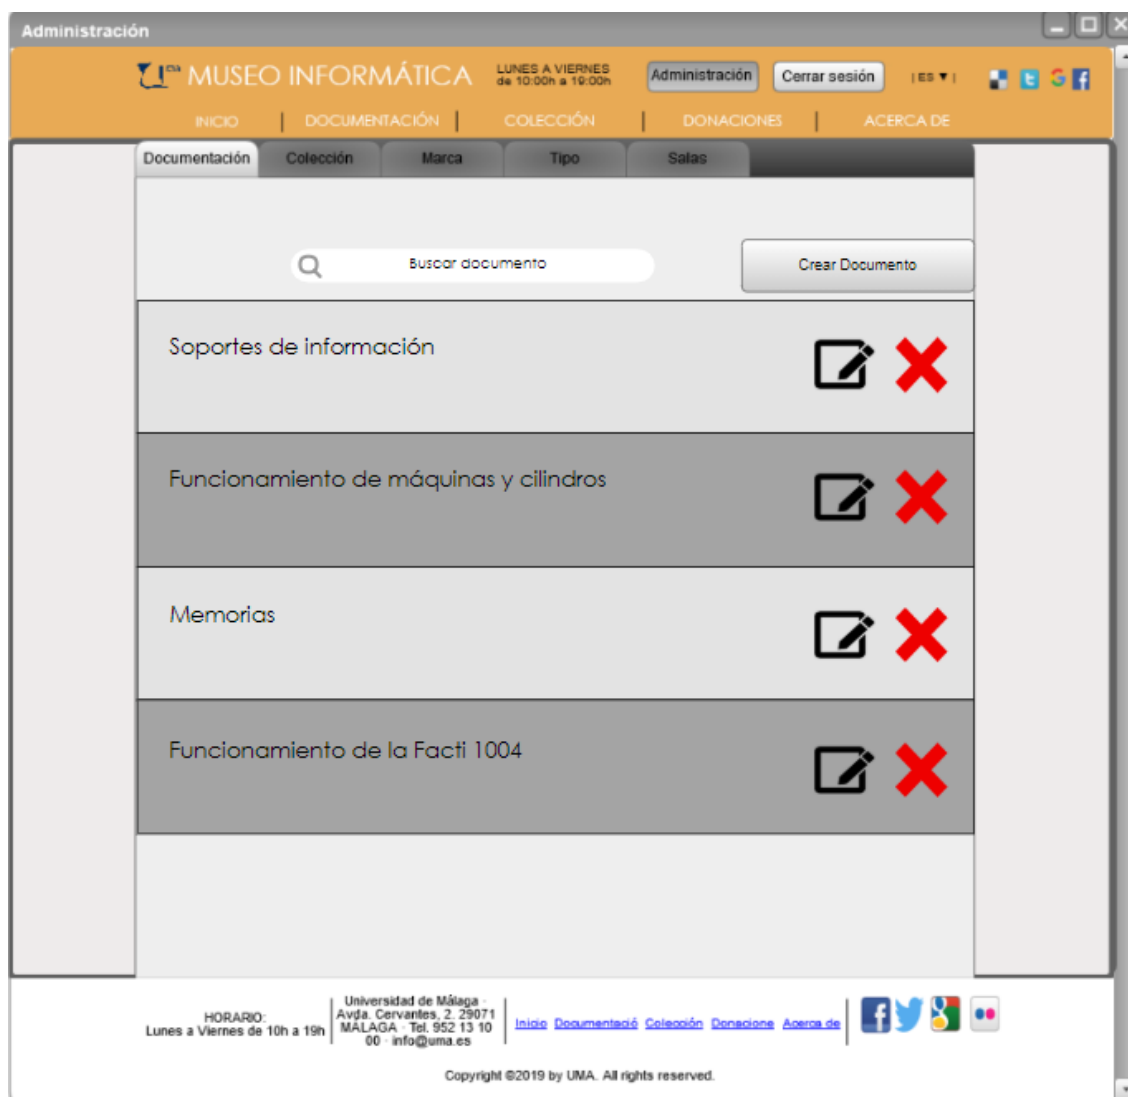 Administración
MUSEO INFORMÁTICA
LUNES A VIERNES
de 10:00h a 19:00h
Administración
Cerrar sesión
| ES ▼ |
INICIO | DOCUMENTACIÓN | COLECCIÓN | DONACIONES | ACERCA DE
Documentación Colección Marca Tipo Salas
Buscar documento
Crear Documento
Soportes de información
Funcionamiento de máquinas y cilindros
Memorias
Funcionamiento de la Facti 1004
HORARIO:
Lunes a Viernes de 10h a 19h
Universidad de Málaga ·
Avda. Cervantes, 2. 29071
MÁLAGA · Tel. 952 13 10
00 · info@uma.es
Inicio Documentació Colección Donacione Acerca de
Copyright ©2019 by UMA. All rights reserved.